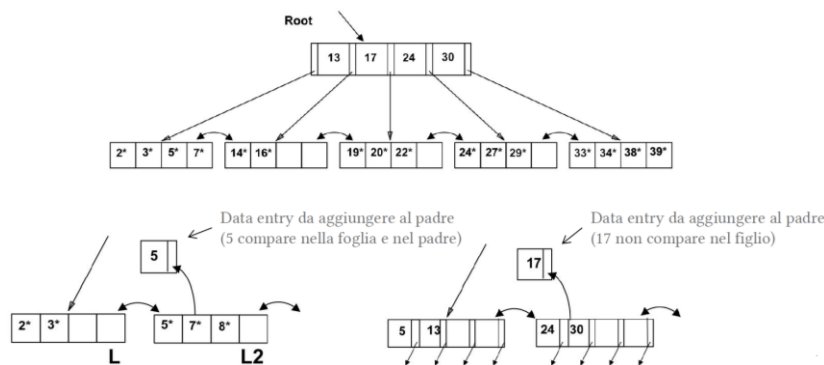 Root
13 17 24 30
2* 3* 5* 7* 14* 16* 19* 20* 22* 24* 27* 29* 33* 34* 38* 39*
Data entry da aggiungere al padre
(5 compare nella foglia e nel padre)
5
Data entry da aggiungere al padre
(17 non compare nel figlio)
17
2* 3* 5* 7* 8*
L L2
5 13 24 30